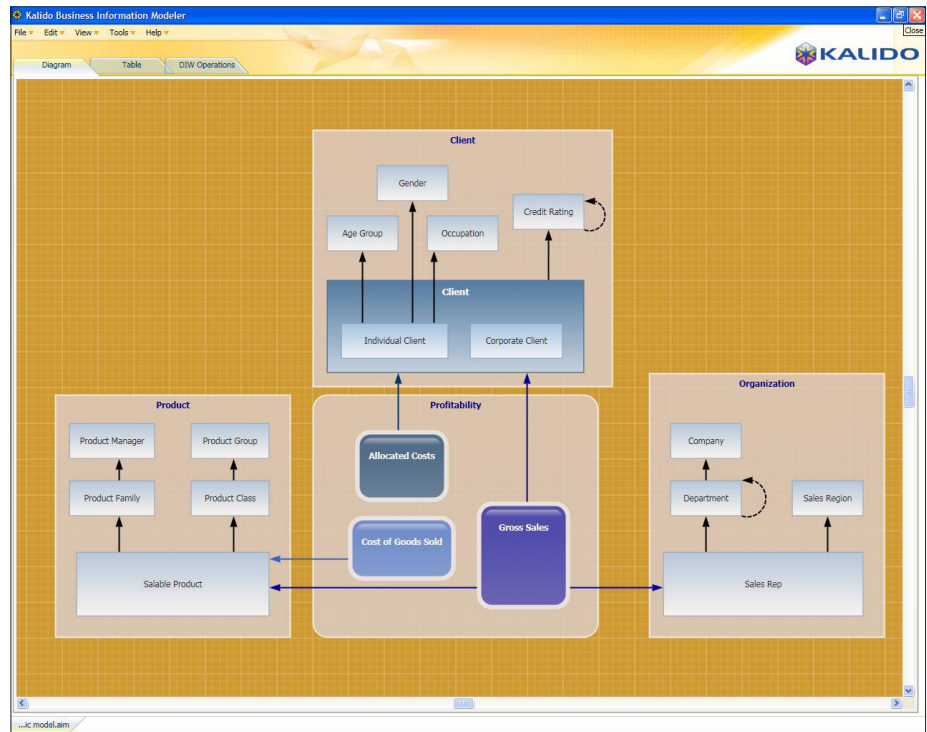 Kalido Business Information Modeler
File Edit View Tools Help
Close
KALIDO
Diagram Table DIW Operations
Client
Gender
Credit Rating
Age Group Occupation
Client
Individual Client Corporate Client
Organization
Product Profitability
Product Manager Product Group
Company
Allocated Costs
Product Family Product Class
Department Sales Region
Gross Sales
Cost of Goods Sold
Salable Product
Sales Rep
...ic model.aim